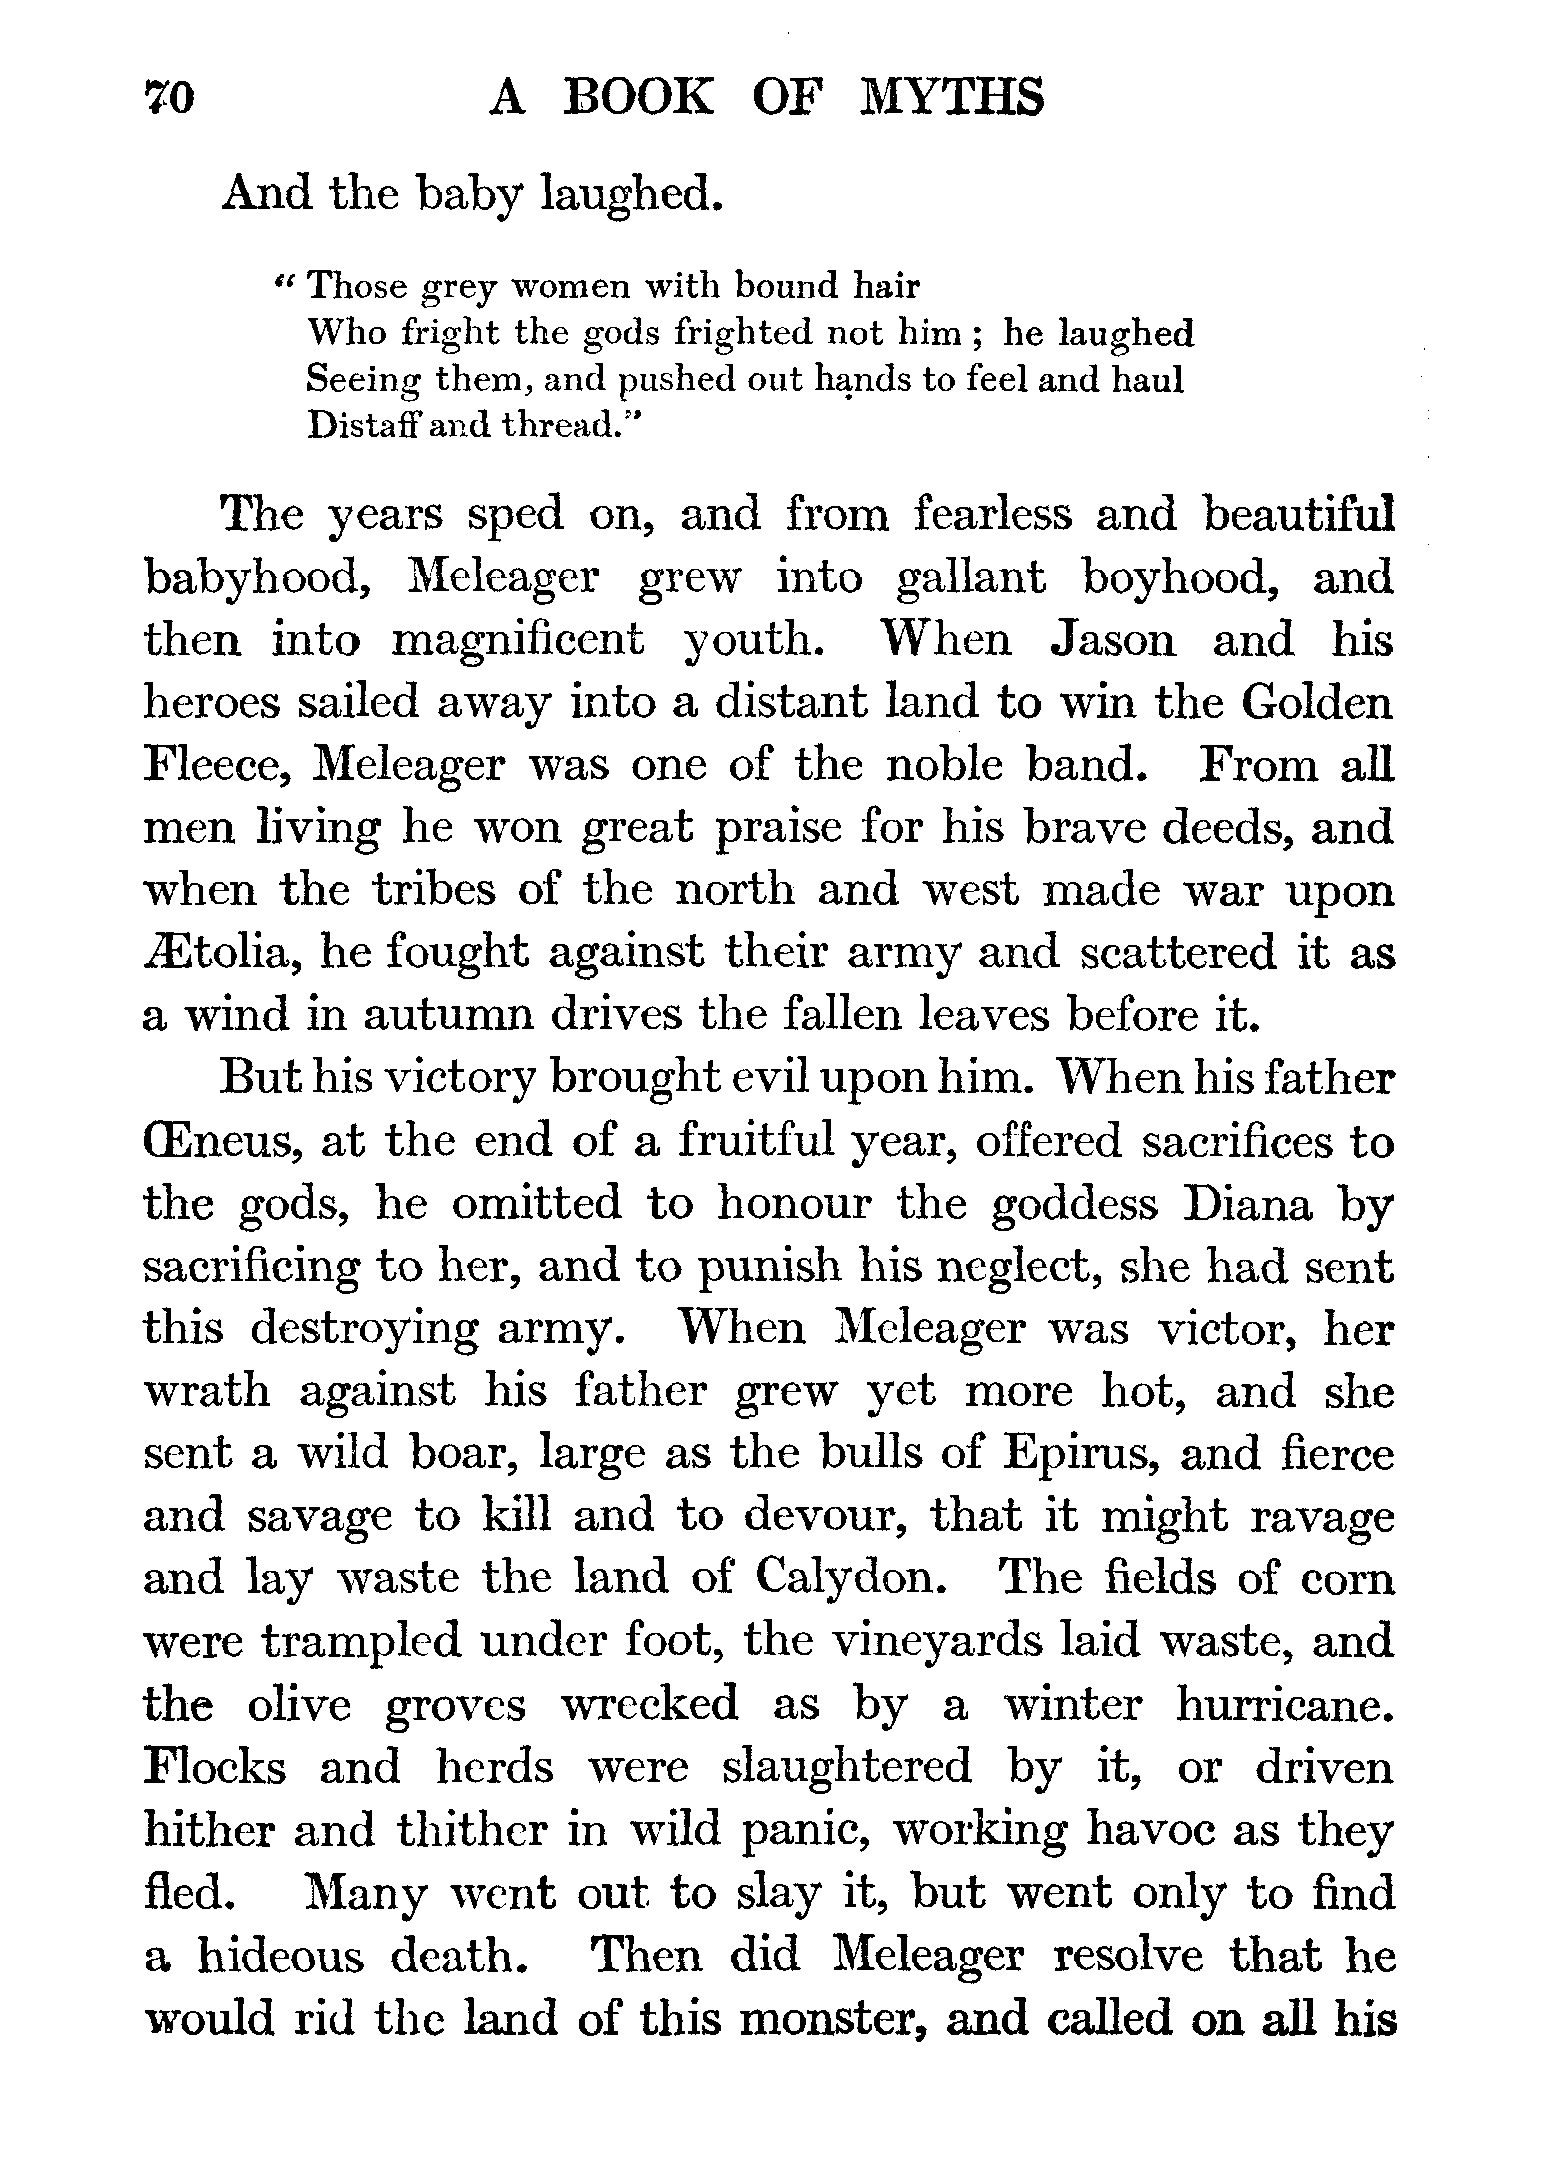 70 A BOOK OF MYTHS
And the baby laughed.
“ Those grey women with bound hair
Who fright the gods frighted not him ; he laughed
Seeing them, and pushed out hands to feel and haul
Distaff and thread.”
The years sped on, and from fearless and beautiful
babyhood, Meleager grew into gallant boyhood, and
then into magnificent youth. When Jason and his
heroes sailed away into a distant land to win the Golden
Fleece, Meleager was one of the noble band. From all
men living he won great praise for his brave deeds, and
when the tribes of the north and west made war upon
Ætolia, he fought against their army and scattered it as
a wind in autumn drives the fallen leaves before it.
But his victory brought evil upon him. When his father
Œneus, at the end of a fruitful year, offered sacrifices to
the gods, he omitted to honour the goddess Diana by
sacrificing to her, and to punish his neglect, she had sent
this destroying army. When Meleager was victor, her
wrath against his father grew yet more hot, and she
sent a wild boar, large as the bulls of Epirus, and fierce
and savage to kill and to devour, that it might ravage
and lay waste the land of Calydon. The fields of corn
were trampled under foot, the vineyards laid waste, and
the olive groves wrecked as by a winter hurricane.
Flocks and herds were slaughtered by it, or driven
hither and thither in wild panic, working havoc as they
fled. Many went out to slay it, but went only to find
a hideous death. Then did Meleager resolve that he
would rid the land of this monster, and called on all his